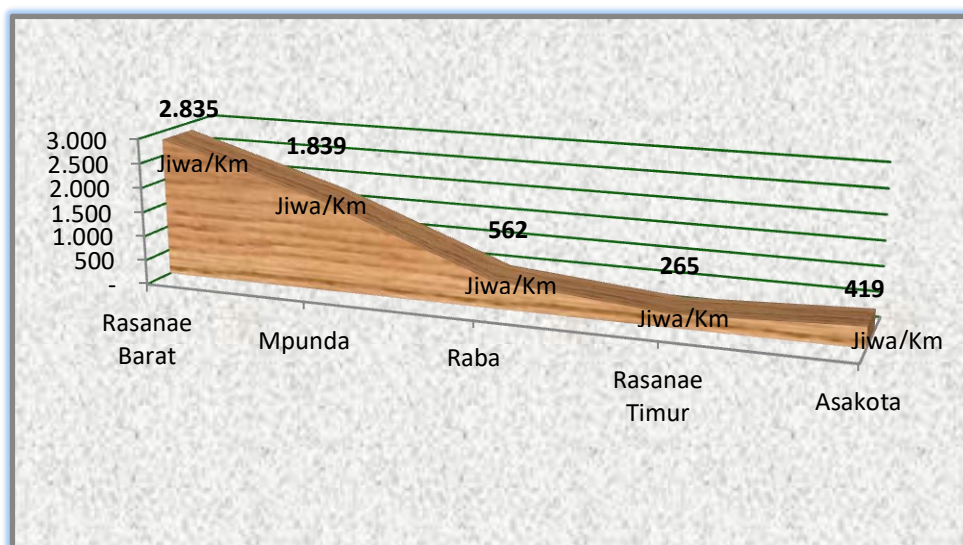 2.835
1.839
562
265
419
Jiwa/Km
Jiwa/Km
Jiwa/Km
Jiwa/Km
Jiwa/Km
3.000
2.500
2.000
1.500
1.000
500
-
Rasanae
Barat
Mpunda
Raba
Rasanae
Timur
Asakota